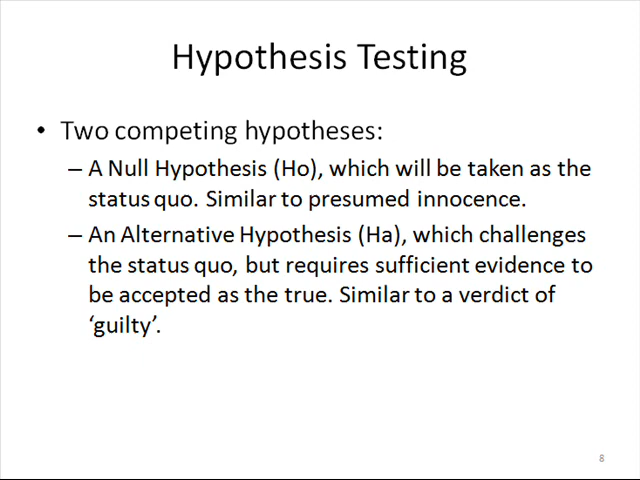 Hypothesis Testing
• Two competing hypotheses:
– A Null Hypothesis (Ho), which will be taken as the
status quo. Similar to presumed innocence.
– An Alternative Hypothesis (Ha), which challenges
the status quo, but requires sufficient evidence to
be accepted as the true. Similar to a verdict of
‘guilty’.
8